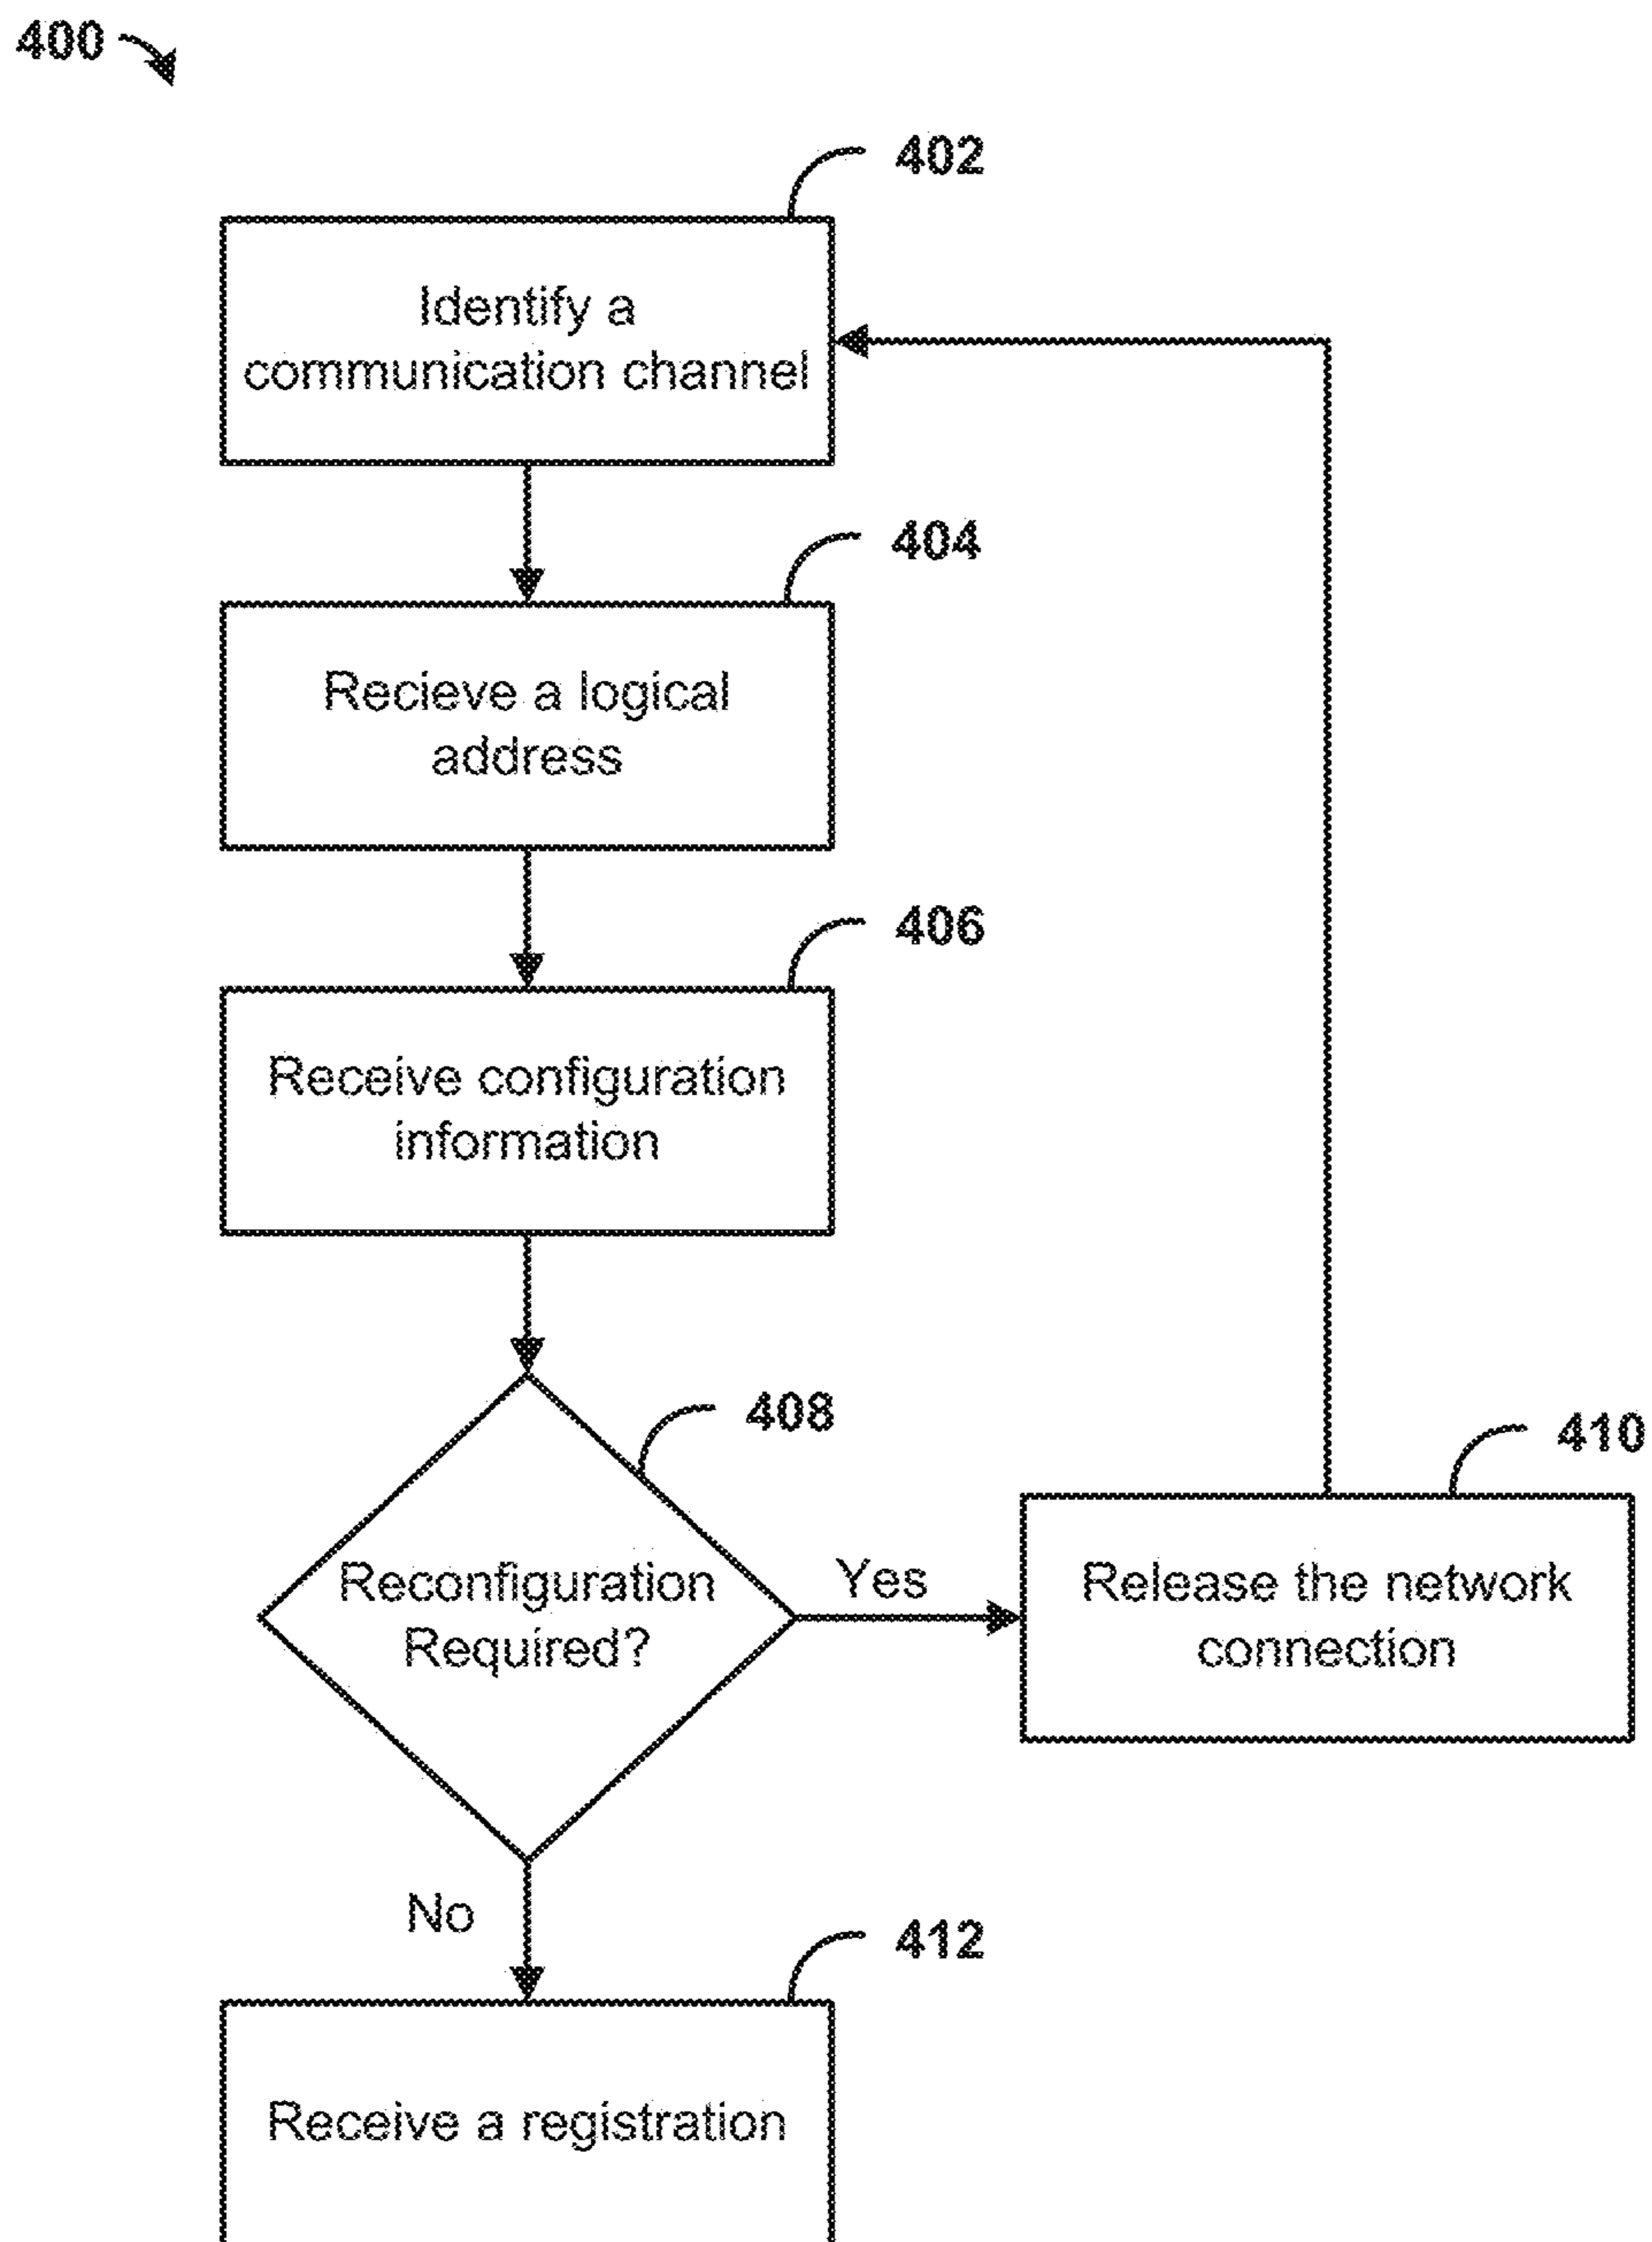 400
402
Identify a
communication channel
404
Recieve a logical
address
406
Receive configuration
information
408
Reconfiguration
Required?
Yes
410
Release the network
connection
No
412
Receive a registration